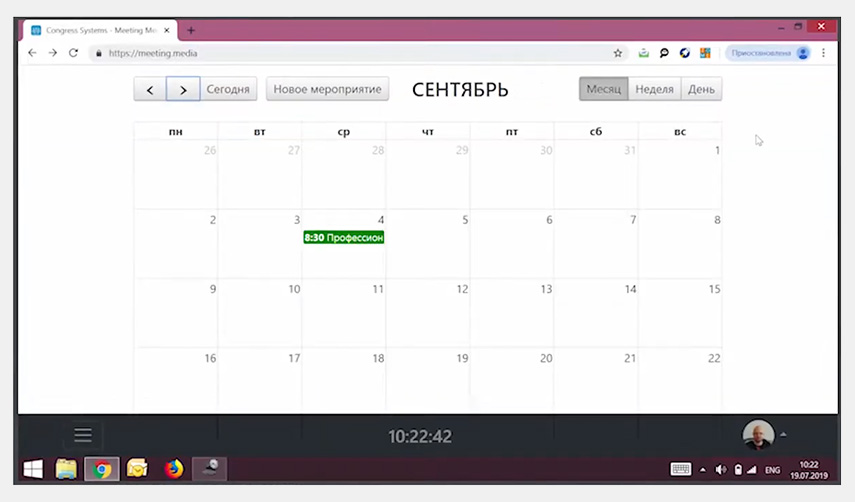 Congress Systems - Meeting Me
https://meeting.media
Приостановлена
Сегодня
Новое мероприятие
СЕНТЯБРЬ
Месяц Неделя День
пн вт ср чт пт сб вс
26 27 28 29 30 31 1
2 3 4 5 6 7 8
8:30 Профессион
9 10 11 12 13 14 15
16 17 18 19 20 21 22
10:22:42
ENG
10:22
19.07.2019